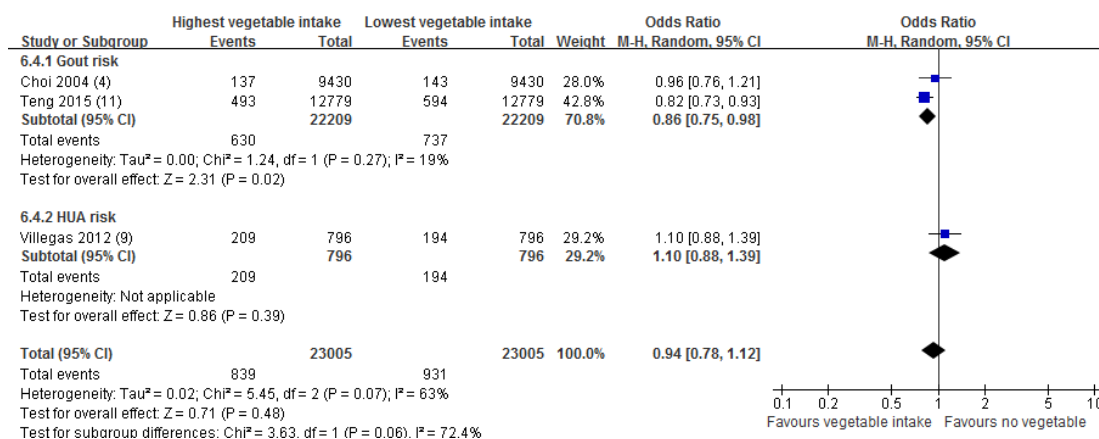 Highest vegetable intake Lowest vegetable intake Odds Ratio Odds Ratio
Study or Subgroup Events Total Events Total Weight M-H, Random, 95% CI M-H, Random, 95% CI
6.4.1 Gout risk
Choi 2004 (4) 137 9430 143 9430 28.0% 0.96 [0.76, 1.21]
Teng 2015 (11) 493 12779 594 12779 42.8% 0.82 [0.73, 0.93]
Subtotal (95% CI) 22209 22209 70.8% 0.86 [0.75, 0.98]
Total events 630 737
Heterogeneity: Tau² = 0.00; Chi² = 1.24, df = 1 (P = 0.27); I² = 19%
Test for overall effect: Z = 2.31 (P = 0.02)
6.4.2 HUA risk
Villegas 2012 (9) 209 796 194 796 29.2% 1.10 [0.88, 1.39]
Subtotal (95% CI) 796 796 29.2% 1.10 [0.88, 1.39]
Total events 209 194
Heterogeneity: Not applicable
Test for overall effect: Z = 0.86 (P = 0.39)
Total (95% CI) 23005 23005 100.0% 0.94 [0.78, 1.12]
Total events 839 931
Heterogeneity: Tau² = 0.02; Chi² = 5.45, df = 2 (P = 0.07); I² = 63%
Test for overall effect: Z = 0.71 (P = 0.48)
Test for subgroup differences: Chi² = 3.63, df = 1 (P = 0.06), I² = 72.4%
0.1 0.2 0.5 1 2 5 10
Favours vegetable intake Favours no vegetable